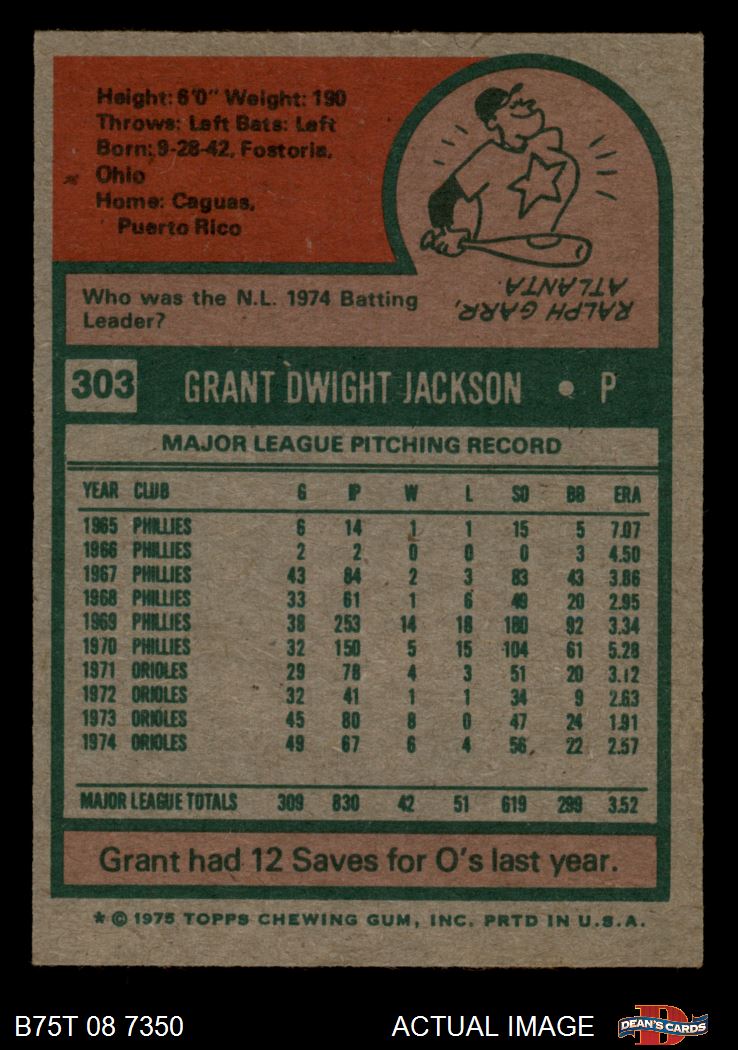 Height: 6'0" Weight: 190
Throws: Left Bats: Left
Born: 9-28-42, Fostoria,
Ohio
Home: Caguas,
Puerto Rico
Who was the N.L. 1974 Batting
Leader?
RALPH GARR,
ATLANTA.
303 GRANT DWIGHT JACKSON • P
MAJOR LEAGUE PITCHING RECORD
YEAR CLUB G IP W L SO BB ERA
1965 PHILLIES 6 14 1 1 15 5 7.07
1966 PHILLIES 2 2 0 0 0 3 4.50
1967 PHILLIES 43 84 2 3 83 43 3.86
1968 PHILLIES 33 61 1 6 49 20 2.95
1969 PHILLIES 38 253 14 18 180 92 3.34
1970 PHILLIES 32 150 5 15 104 61 5.28
1971 ORIOLES 29 78 4 3 51 20 3.12
1972 ORIOLES 32 41 1 1 34 9 2.63
1973 ORIOLES 45 80 8 0 47 24 1.91
1974 ORIOLES 49 67 6 4 56 22 2.57
MAJOR LEAGUE TOTALS 309 830 42 51 619 299 3.52
Grant had 12 Saves for O's last year.
* © 1975 TOPPS CHEWING GUM, INC. PRTD IN U.S.A.
B75T 08 7350 ACTUAL IMAGE D DEAN'S CARDS